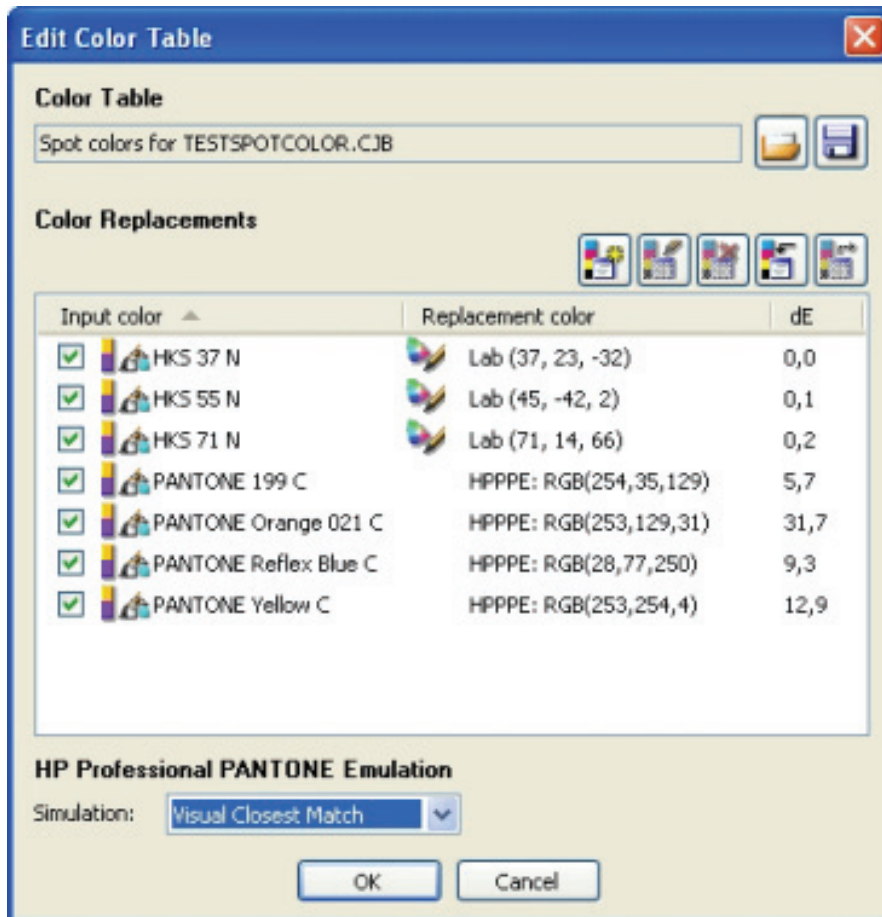 Edit Color Table
Color Table
Spot colors for TESTSPOTCOLOR.CJB
Color Replacements
Input color Replacement color dE
HKS 37 N Lab (37, 23, -32) 0,0
HKS 55 N Lab (45, -42, 2) 0,1
HKS 71 N Lab (71, 14, 66) 0,2
PANTONE 199 C HPPPE: RGB(254,35,129) 5,7
PANTONE Orange 021 C HPPPE: RGB(253,129,31) 31,7
PANTONE Reflex Blue C HPPPE: RGB(28,77,250) 9,3
PANTONE Yellow C HPPPE: RGB(253,254,4) 12,9
HP Professional PANTONE Emulation
Simulation: Visual Closest Match
OK Cancel